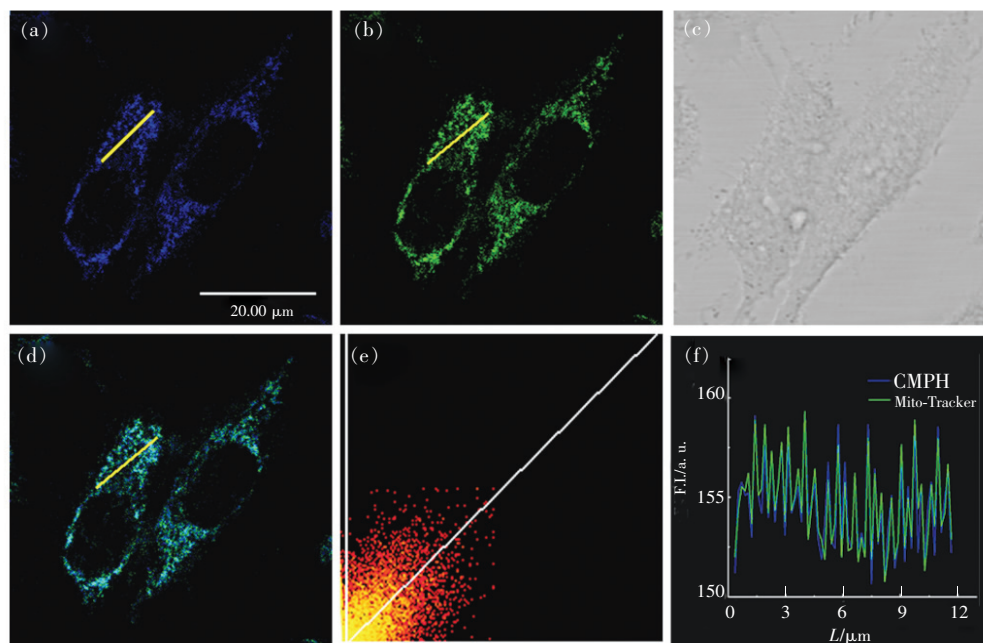 (a)
(b)
(c)
20.00 μm
(d)
(e)
(f)
CMPH
Mito-Tracker
F.I./a. u.
160
155
150
0
3
6
9
12
L/μm